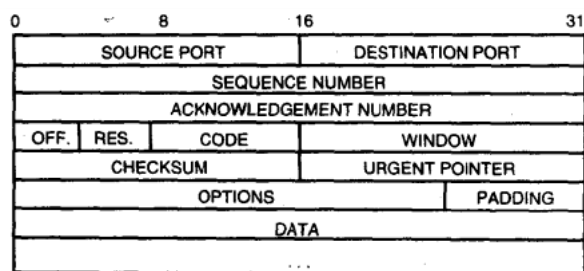 0 8 16 31
SOURCE PORT DESTINATION PORT
SEQUENCE NUMBER
ACKNOWLEDGEMENT NUMBER
OFF. RES. CODE WINDOW
CHECKSUM URGENT POINTER
OPTIONS PADDING
DATA
...